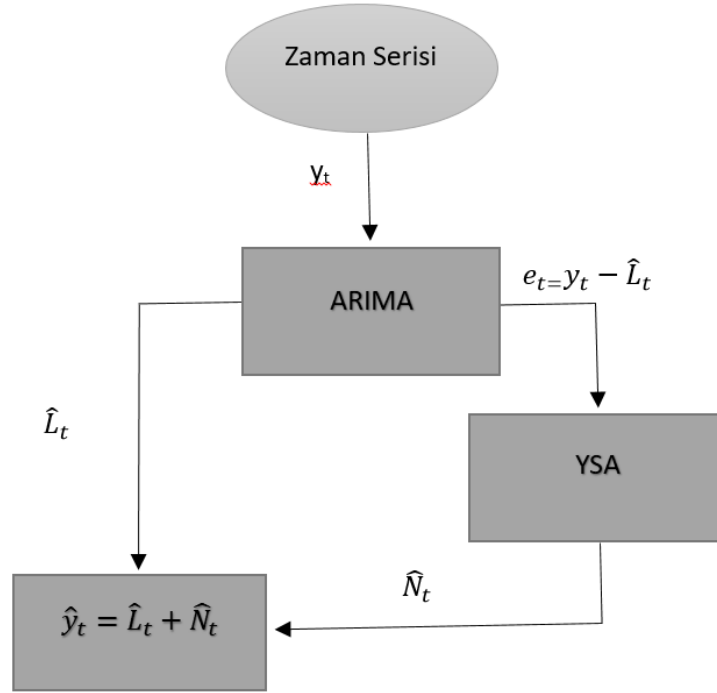 Zaman Serisi
yₜ
ARIMA
𝑒ₜ₌𝑦ₜ − 𝐿̂ₜ
𝐿̂ₜ
YSA
𝑁̂ₜ
𝑦̂ₜ = 𝐿̂ₜ + 𝑁̂ₜ